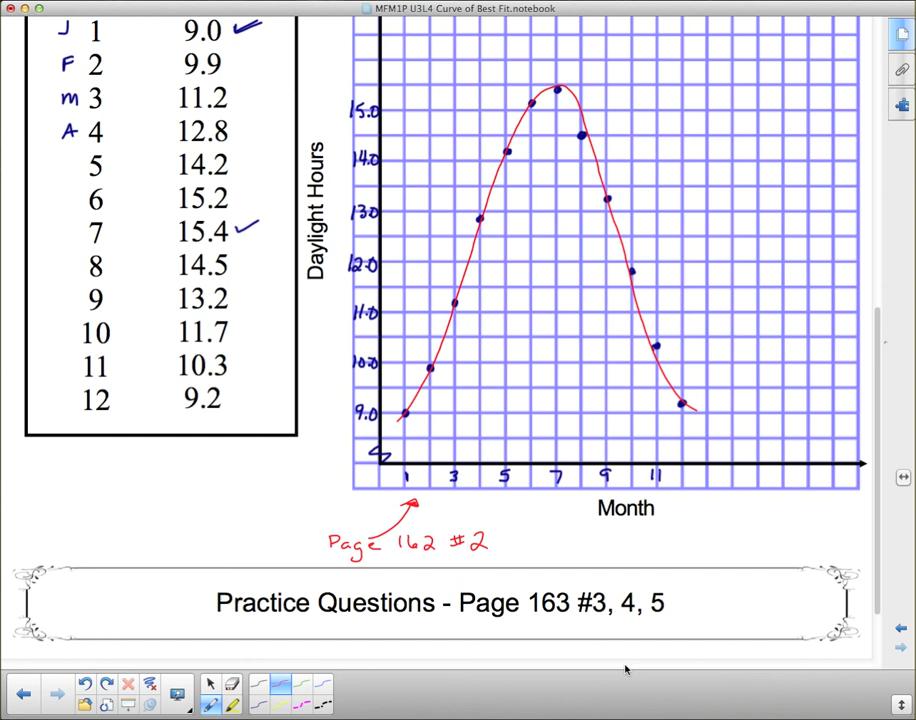 MFM1P U3L4 Curve of Best Fit.notebook
J 1 9.0
F 2 9.9
m 3 11.2
A 4 12.8
5 14.2
6 15.2
7 15.4
8 14.5
9 13.2
10 11.7
11 10.3
12 9.2
Daylight Hours
15.0
14.0
13.0
12.0
11.0
10.0
9.0
1 3 5 7 9 11
Month
Page 162 #2
Practice Questions - Page 163 #3, 4, 5